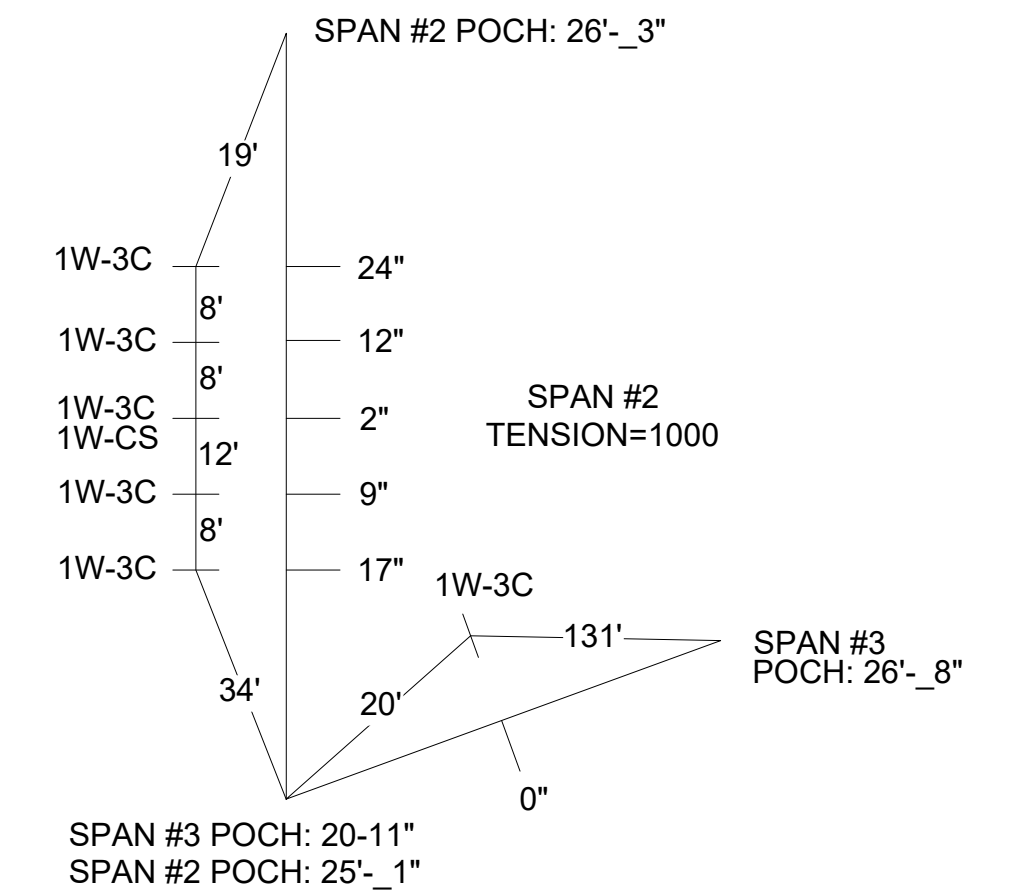 SPAN #2 POCH: 26'-_3"
19'
1W-3C
24"
8'
1W-3C
12"
8'
1W-3C
1W-CS
2"
12'
SPAN #2
TENSION=1000
1W-3C
9"
8'
1W-3C
17"
1W-3C
131'
SPAN #3
POCH: 26'-_8"
34'
20'
0"
SPAN #3 POCH: 20-11"
SPAN #2 POCH: 25'-_1"